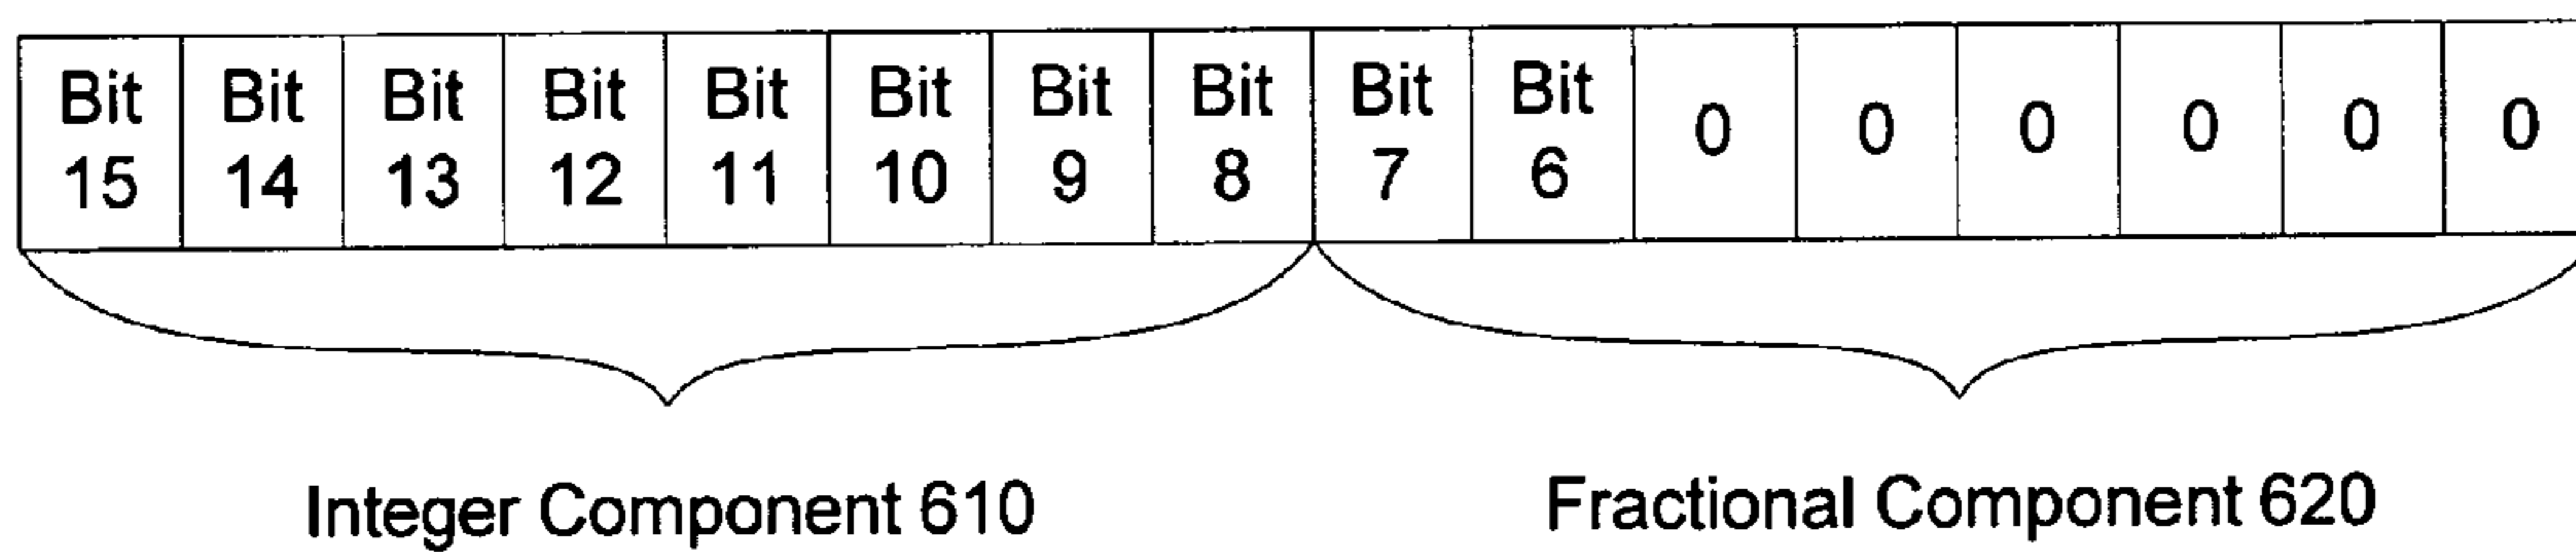 Bit Bit Bit Bit Bit Bit Bit Bit Bit Bit 0 0 0 0 0 0
15 14 13 12 11 10 9 8 7 6
Integer Component 610 Fractional Component 620